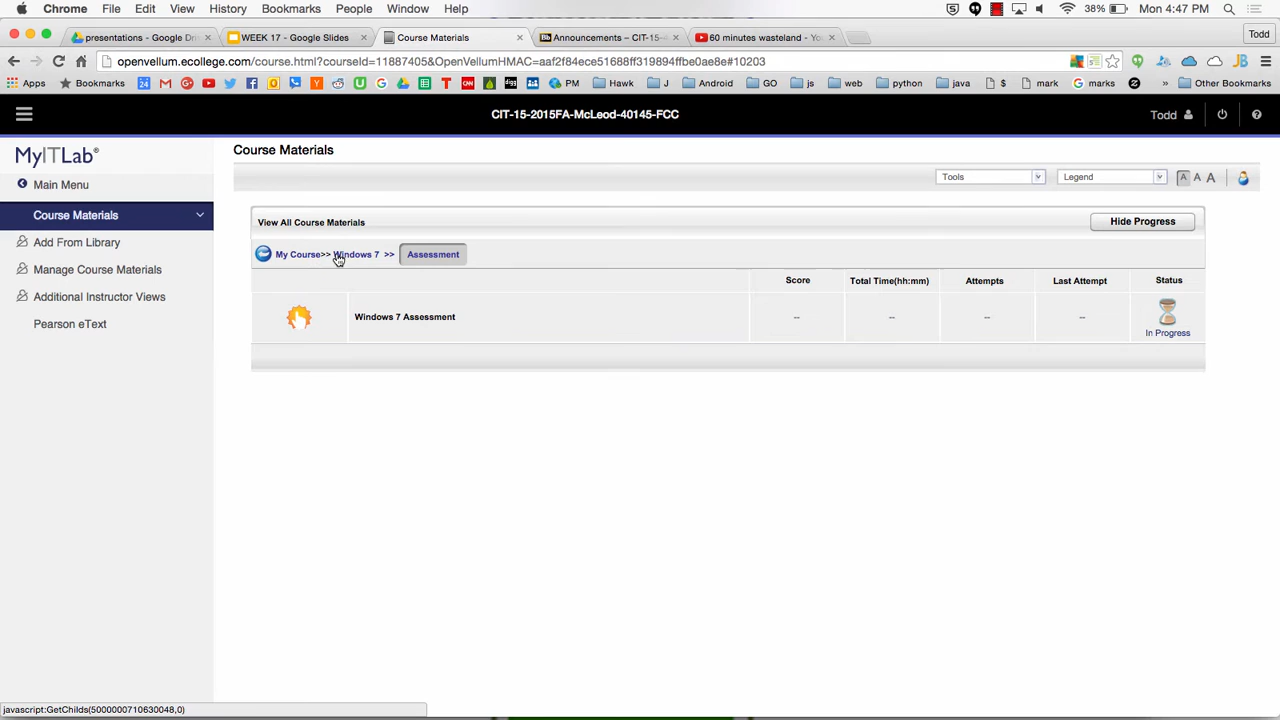 Chrome File Edit View History Bookmarks People Window Help 38% Mon 4:47 PM
presentations - Google Dri WEEK 17 - Google Slides Course Materials Announcements – CIT-15- 60 minutes wasteland - Yo Todd
openvellum.ecollege.com/course.html?courseId=11887405&OpenVellumHMAC=aaf2f84ece51688ff319894ffbe0ae8e#10203
Apps Bookmarks PM Hawk J Android GO js web python java $ mark marks » Other Bookmarks
CIT-15-2015FA-McLeod-40145-FCC Todd
MyITLab®
Main Menu
Course Materials
Add From Library
Manage Course Materials
Additional Instructor Views
Pearson eText
Course Materials
Tools Legend A A A
View All Course Materials Hide Progress
My Course>> Windows 7 >> Assessment
Score Total Time(hh:mm) Attempts Last Attempt Status
Windows 7 Assessment -- -- -- -- In Progress
javascript:GetChilds(5000000710630048,0)